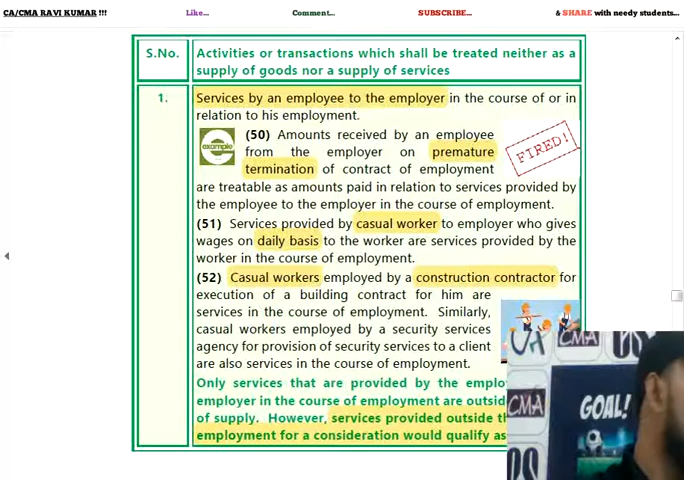 CA/CMA RAVI KUMAR !!! Like... Comment... SUBSCRIBE... & SHARE with needy students...
S.No. Activities or transactions which shall be treated neither as a
supply of goods nor a supply of services
1. Services by an employee to the employer in the course of or in
relation to his employment.
example
(50) Amounts received by an employee
from the employer on premature
termination of contract of employment
FIRED!
are treatable as amounts paid in relation to services provided by
the employee to the employer in the course of employment.
(51) Services provided by casual worker to employer who gives
wages on daily basis to the worker are services provided by the
worker in the course of employment.
(52) Casual workers employed by a construction contractor for
execution of a building contract for him are
services in the course of employment. Similarly,
casual workers employed by a security services
agency for provision of security services to a client
are also services in the course of employment.
Only services that are provided by the
employer in the course of employment are
of supply. However, services provided outside
employment for a consideration would qualify as
CMA
CMA
GOAL!